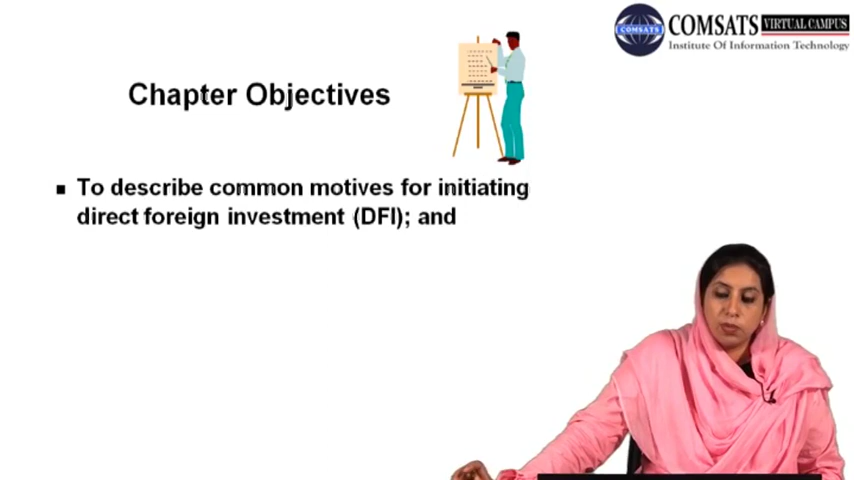 COMSATS VIRTUAL CAMPUS
COMSATS
Institute Of Information Technology
Chapter Objectives
■ To describe common motives for initiating
direct foreign investment (DFI); and